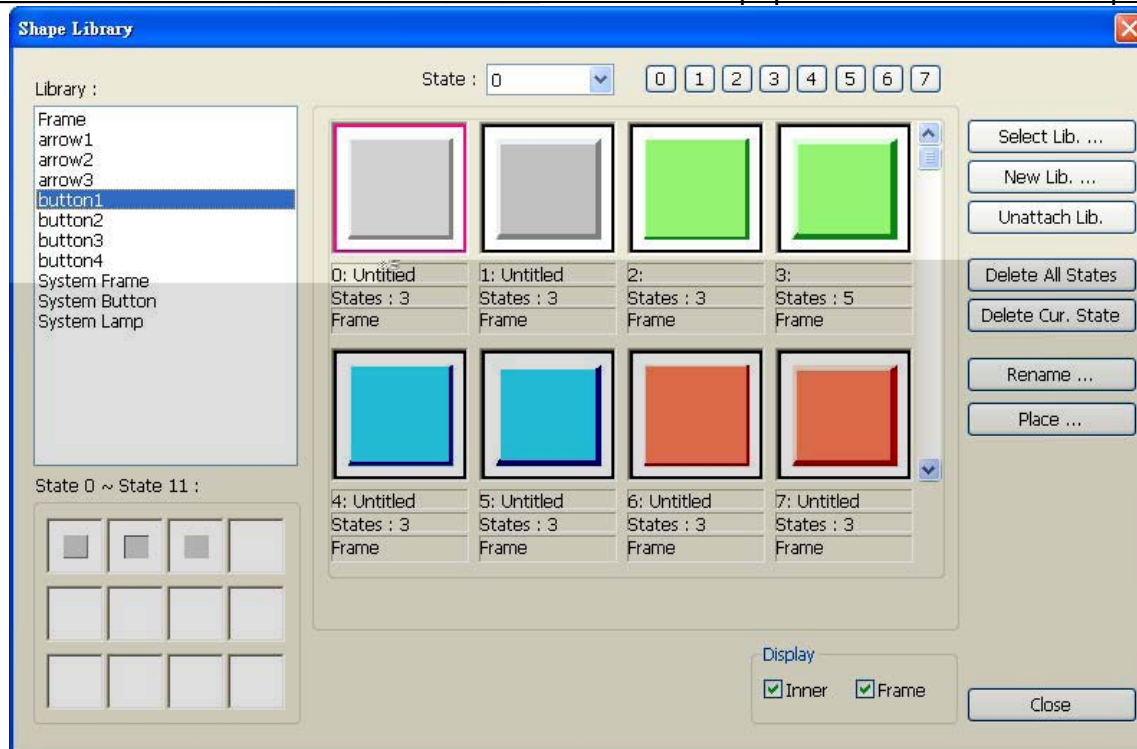 Shape Library
Library :
State : 0
0 1 2 3 4 5 6 7
Frame
arrow1
arrow2
arrow3
button1
button2
button3
button4
System Frame
System Button
System Lamp
0: Untitled
States : 3
Frame
1: Untitled
States : 3
Frame
2:
States : 3
Frame
3:
States : 5
Frame
4: Untitled
States : 3
Frame
5: Untitled
States : 3
Frame
6: Untitled
States : 3
Frame
7: Untitled
States : 3
Frame
Select Lib. ...
New Lib. ...
Unattach Lib.
Delete All States
Delete Cur. State
Rename ...
Place ...
State 0 ~ State 11 :
Display
Inner Frame
Close